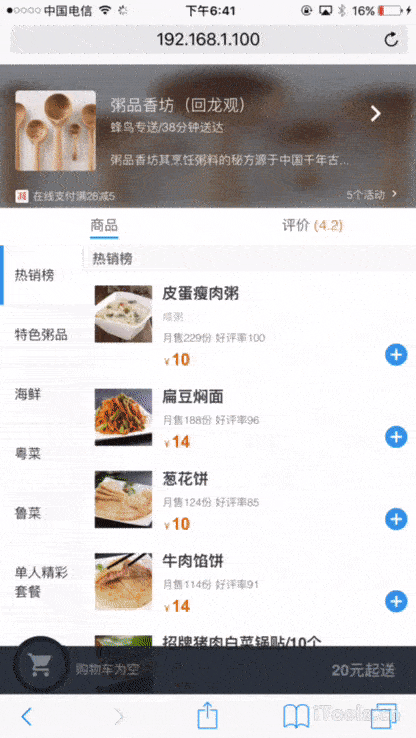 中国电信
下午6:41
16%
192.168.1.100
粥品香坊（回龙观）
蜂鸟专送/38分钟送达
粥品香坊其烹饪粥料的秘方源于中国千年古...
减 在线支付满28减5
5个活动
商品
评价 (4.2)
热销榜
特色粥品
海鲜
粤菜
鲁菜
单人精彩
套餐
热销榜
皮蛋瘦肉粥
咸粥
月售229份 好评率100
¥10
扁豆焖面
月售188份 好评率96
¥14
葱花饼
月售124份 好评率85
¥10
牛肉馅饼
月售114份 好评率91
¥14
招牌猪肉白菜锅贴/10个
购物车为空
20元起送
iTools.cn